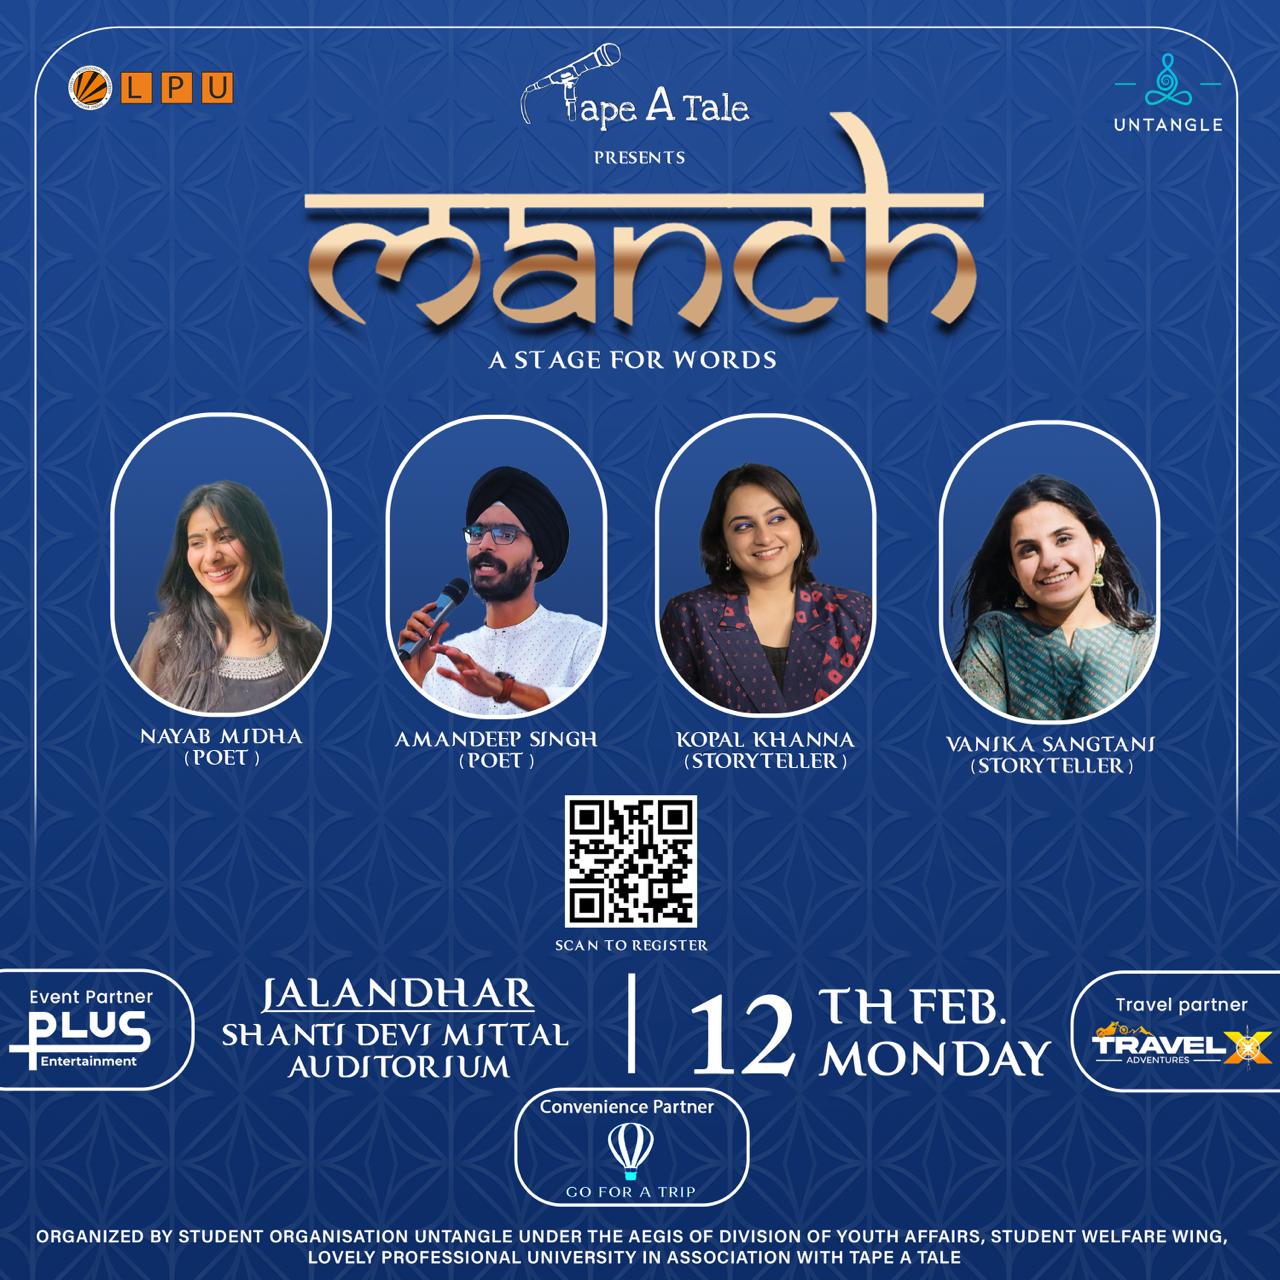 LPU
Tape A Tale
UNTANGLE
PRESENTS
manch
A STAGE FOR WORDS
NAYAB MIDHA
(POET)
AMANDEEP SINGH
(POET)
KOPAL KHANNA
(STORYTELLER)
VANIKA SANGTANI
(STORYTELLER)
SCAN TO REGISTER
Event Partner
PLUS
Entertainment
JALANDHAR
SHANTI DEVI MITTAL
AUDITORIUM
12 TH FEB.
MONDAY
Travel partner
TRAVEL X
ADVENTURES
Convenience Partner
GO FOR A TRIP
ORGANIZED BY STUDENT ORGANISATION UNTANGLE UNDER THE AEGIS OF DIVISION OF YOUTH AFFAIRS, STUDENT WELFARE WING,
LOVELY PROFESSIONAL UNIVERSITY IN ASSOCIATION WITH TAPE A TALE